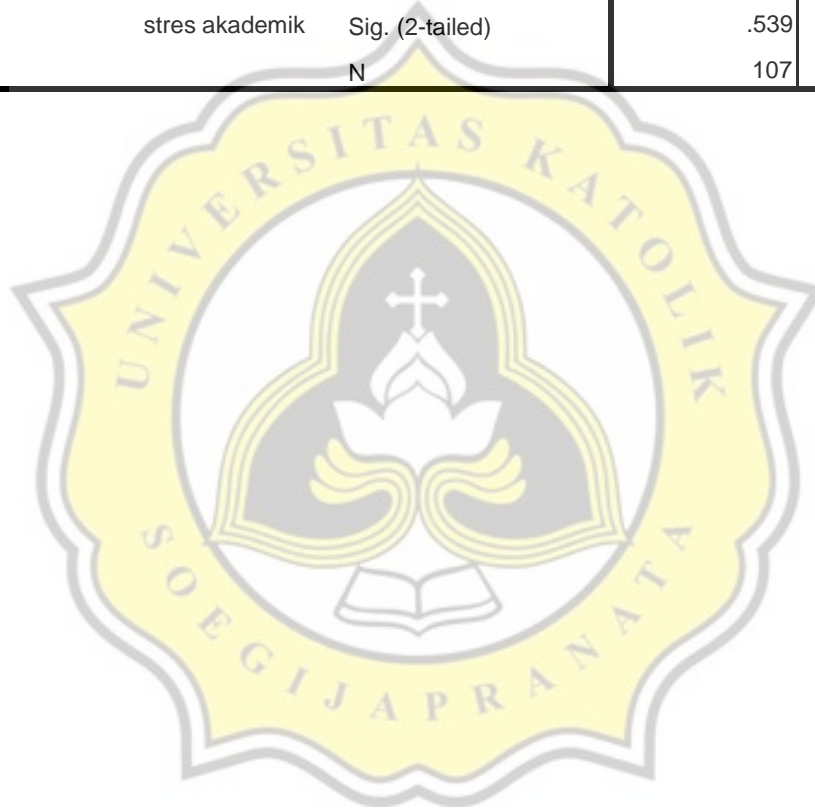 stres akademik Sig. (2-tailed) .539
N 107
UNIVERSITAS KATOLIK
SOEGIJAPRANATA